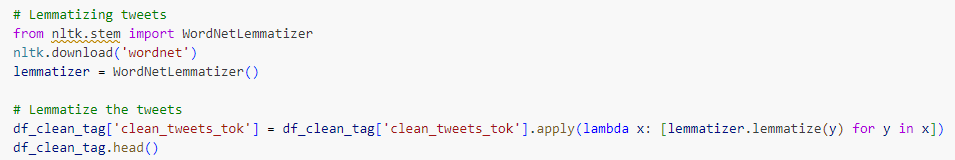 # Lemmatizing tweets
from nltk.stem import WordNetLemmatizer
nltk.download('wordnet')
lemmatizer = WordNetLemmatizer()
# Lemmatize the tweets
df_clean_tag['clean_tweets_tok'] = df_clean_tag['clean_tweets_tok'].apply(lambda x: [lemmatizer.lemmatize(y) for y in x])
df_clean_tag.head()